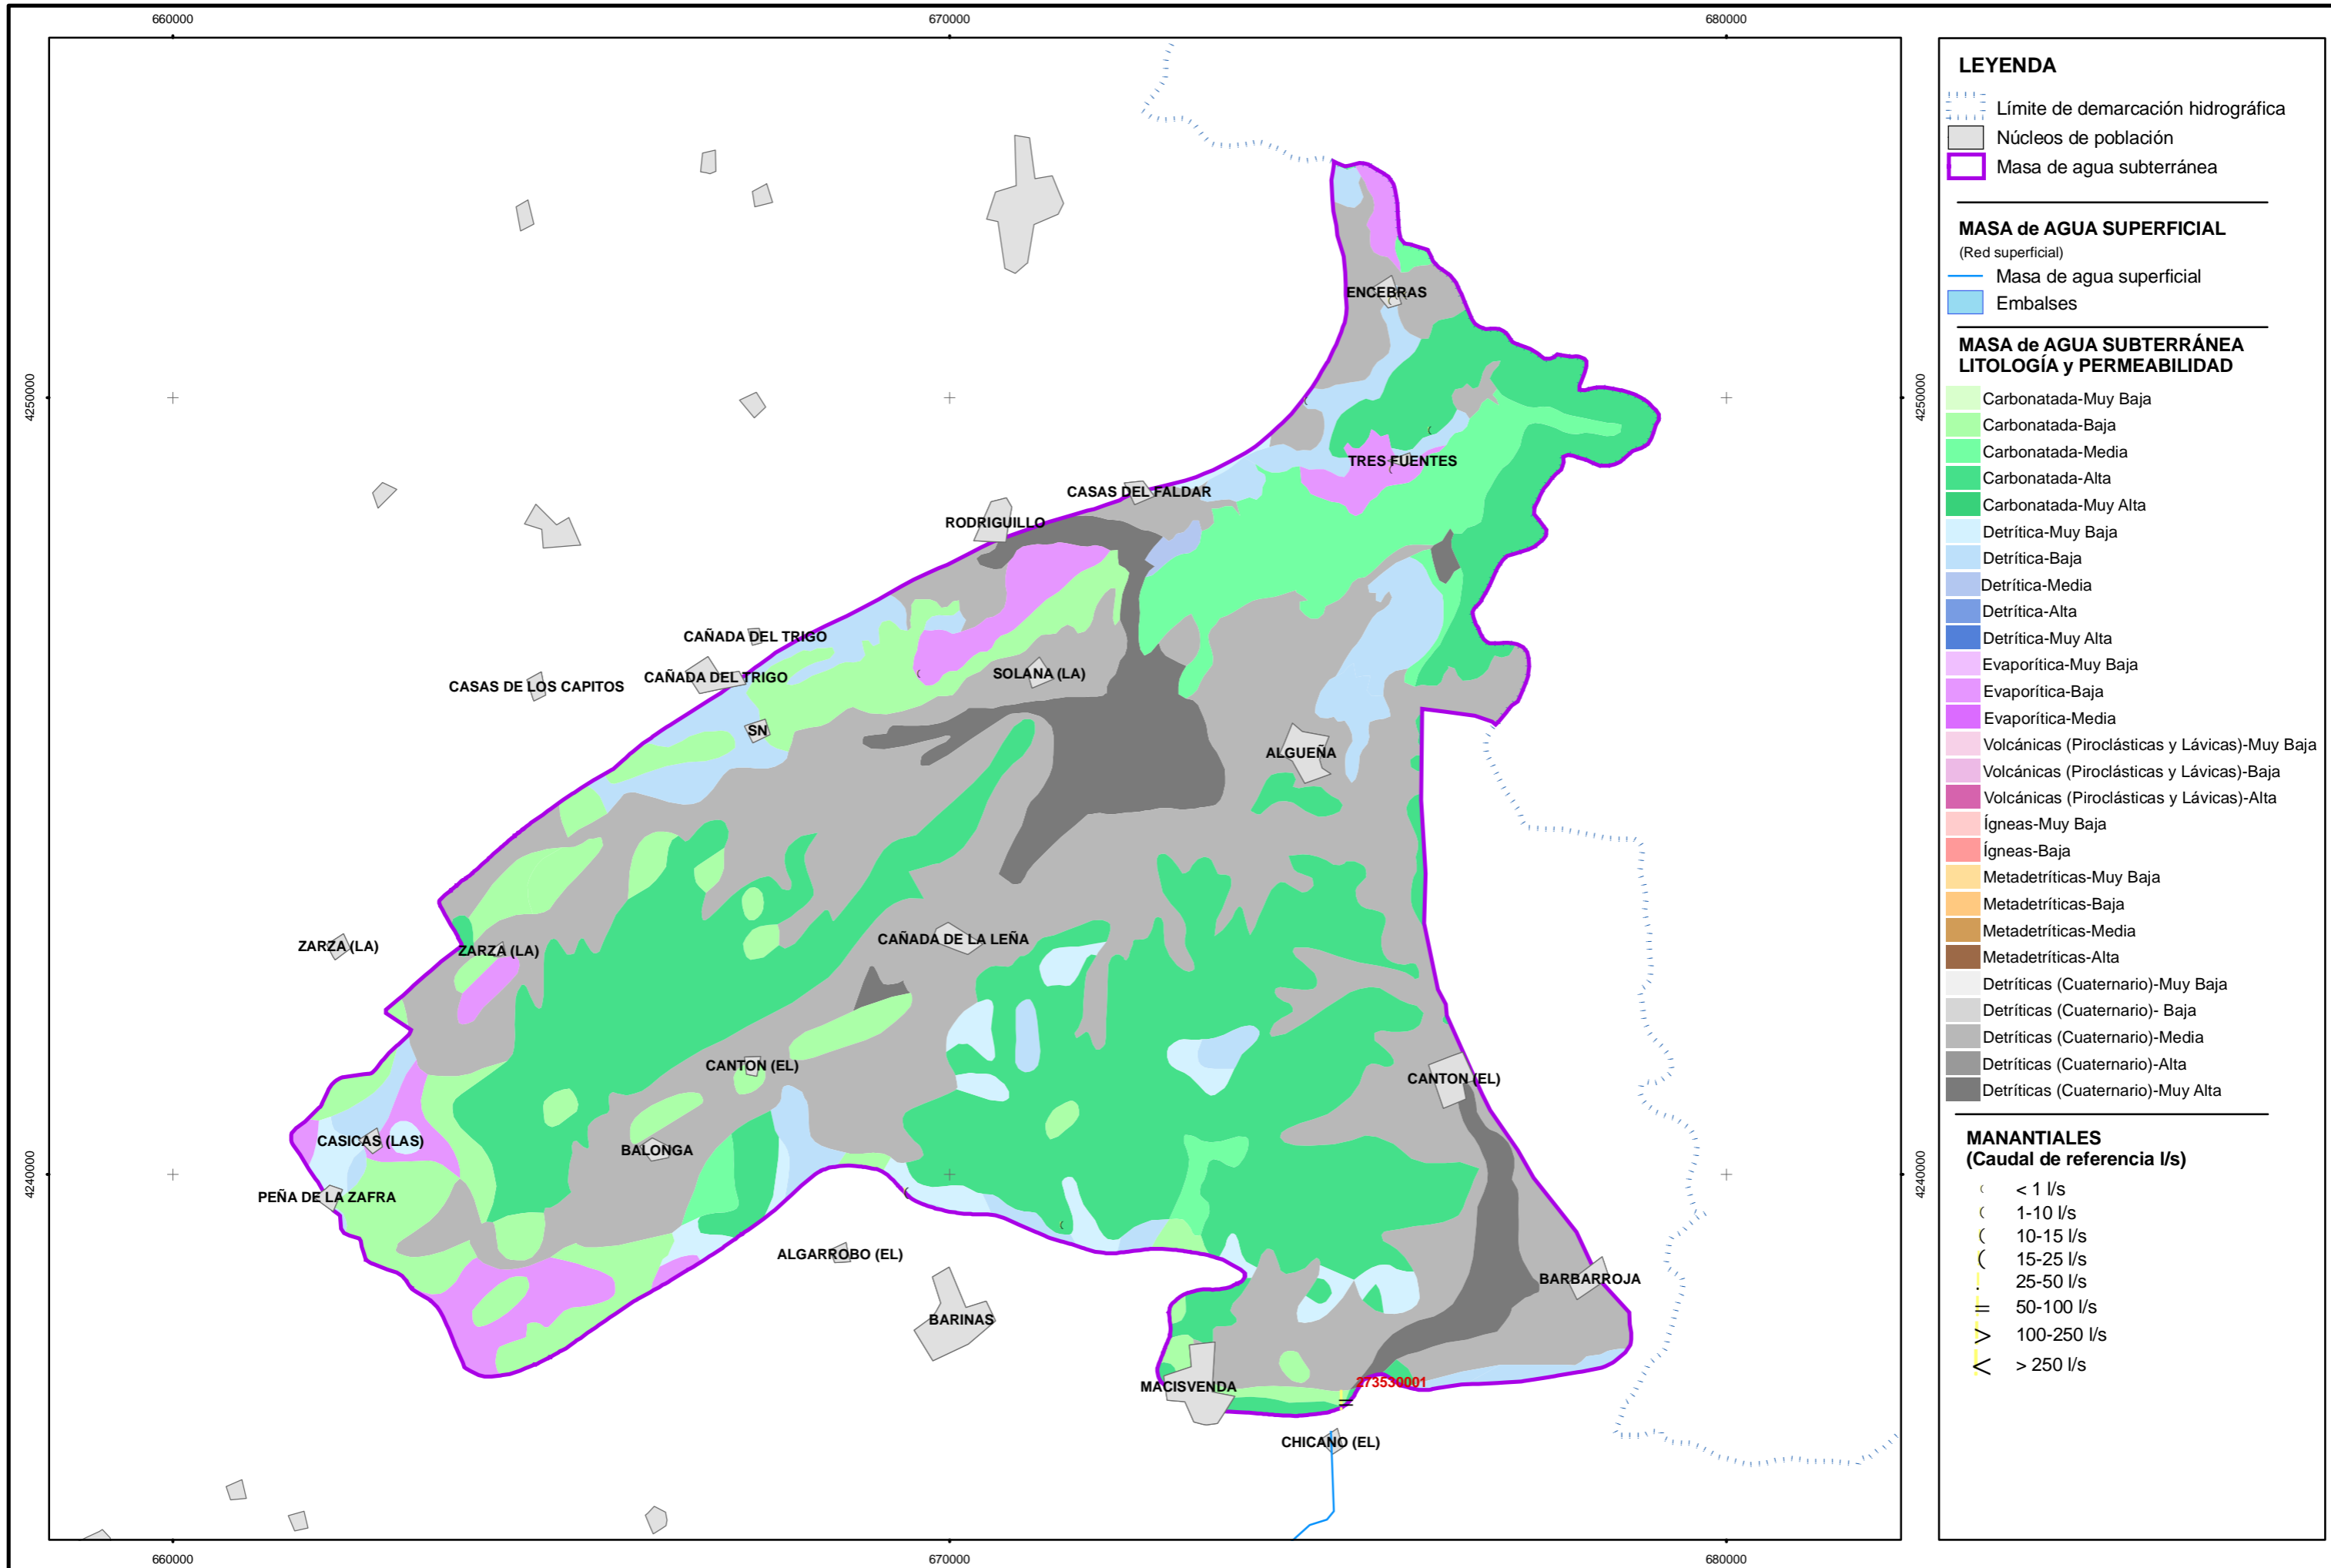 660000
670000
680000
4250000
4250000
4240000
4240000
ENCEBRAS
TRES FUENTES
CASAS DEL FALDAR
RODRIGUILLO
CAÑADA DEL TRIGO
CAÑADA DEL TRIGO
CASAS DE LOS CAPITOS
SOLANA (LA)
SN
ALGUEÑA
ZARZA (LA)
ZARZA (LA)
CAÑADA DE LA LEÑA
CANTON (EL)
CANTON (EL)
CASICAS (LAS)
BALONGA
PEÑA DE LA ZAFRA
ALGARROBO (EL)
BARBARROJA
BARINAS
MACISVENDA
273530001
CHICANO (EL)
660000
670000
680000
LEYENDA
Límite de demarcación hidrográfica
Núcleos de población
Masa de agua subterránea
MASA de AGUA SUPERFICIAL
(Red superficial)
Masa de agua superficial
Embalses
MASA de AGUA SUBTERRÁNEA
LITOLOGÍA y PERMEABILIDAD
Carbonatada-Muy Baja
Carbonatada-Baja
Carbonatada-Media
Carbonatada-Alta
Carbonatada-Muy Alta
Detrítica-Muy Baja
Detrítica-Baja
Detrítica-Media
Detrítica-Alta
Detrítica-Muy Alta
Evaporítica-Muy Baja
Evaporítica-Baja
Evaporítica-Media
Volcánicas (Piroclásticas y Lávicas)-Muy Baja
Volcánicas (Piroclásticas y Lávicas)-Baja
Volcánicas (Piroclásticas y Lávicas)-Alta
Ígneas-Muy Baja
Ígneas-Baja
Metadetríticas-Muy Baja
Metadetríticas-Baja
Metadetríticas-Media
Metadetríticas-Alta
Detríticas (Cuaternario)-Muy Baja
Detríticas (Cuaternario)- Baja
Detríticas (Cuaternario)-Media
Detríticas (Cuaternario)-Alta
Detríticas (Cuaternario)-Muy Alta
MANANTIALES
(Caudal de referencia l/s)
< 1 l/s
1-10 l/s
10-15 l/s
15-25 l/s
25-50 l/s
50-100 l/s
100-250 l/s
> 250 l/s